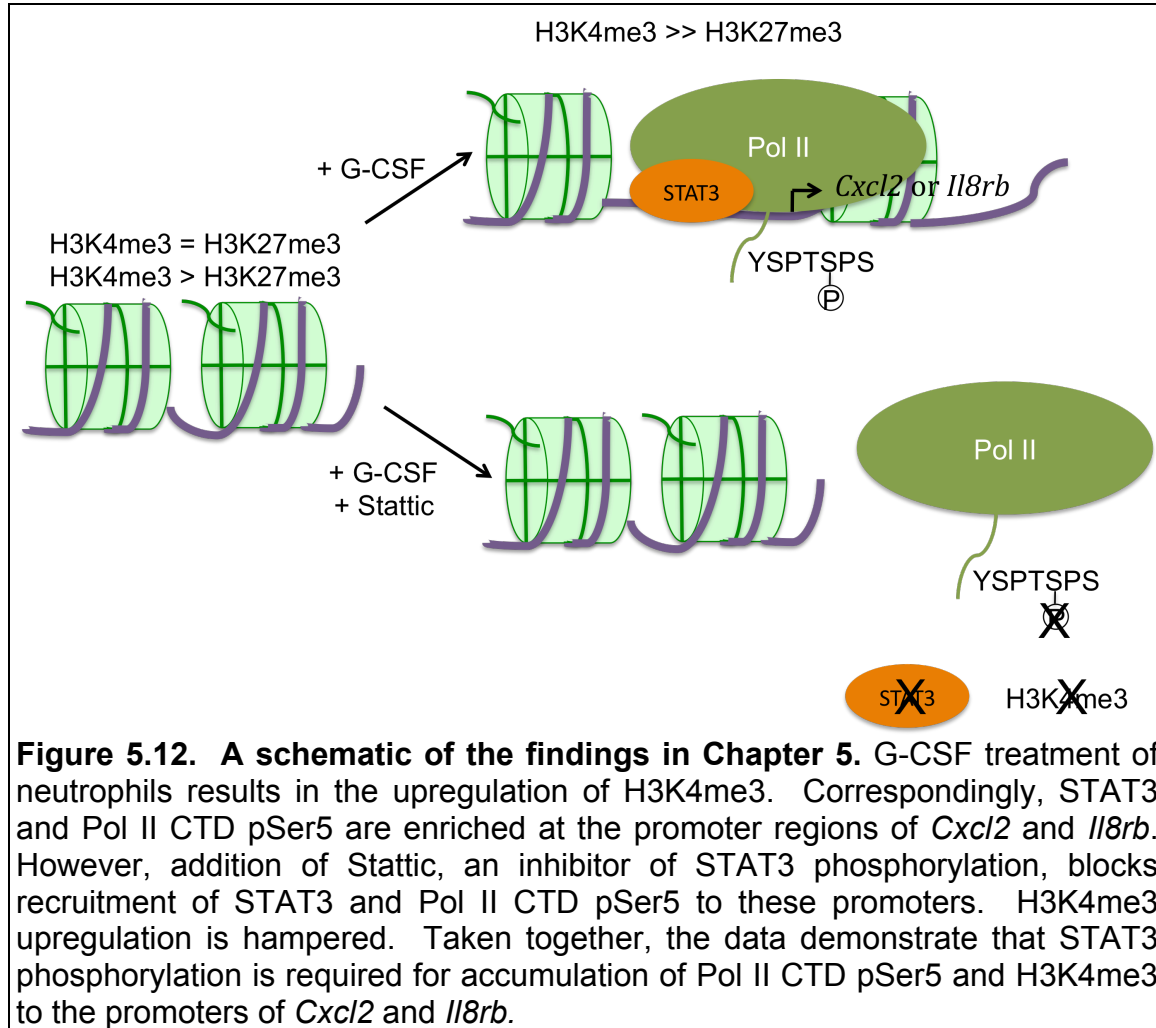 H3K4me3 >> H3K27me3
+ G-CSF
Pol II
STAT3
Cxcl2 or Il8rb
YSPTSPS
P
H3K4me3 = H3K27me3
H3K4me3 > H3K27me3
+ G-CSF
+ Stattic
Pol II
YSPTSPS
P
STAT3
H3K4me3
Figure 5.12. A schematic of the findings in Chapter 5. G-CSF treatment of
neutrophils results in the upregulation of H3K4me3. Correspondingly, STAT3
and Pol II CTD pSer5 are enriched at the promoter regions of Cxcl2 and Il8rb.
However, addition of Stattic, an inhibitor of STAT3 phosphorylation, blocks
recruitment of STAT3 and Pol II CTD pSer5 to these promoters. H3K4me3
upregulation is hampered. Taken together, the data demonstrate that STAT3
phosphorylation is required for accumulation of Pol II CTD pSer5 and H3K4me3
to the promoters of Cxcl2 and Il8rb.